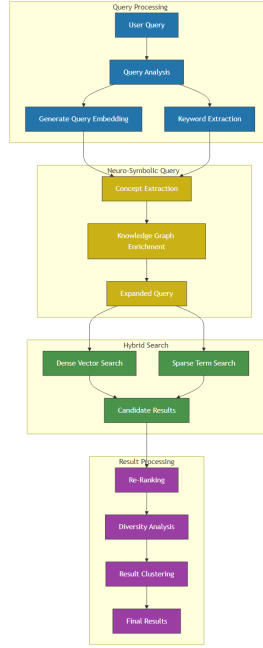 Query Processing
User Query
Query Analysis
Generate Query Embedding
Keyword Extraction
Neuro-Symbolic Query
Concept Extraction
Knowledge Graph
Enrichment
Expanded Query
Hybrid Search
Dense Vector Search
Sparse Term Search
Candidate Results
Result Processing
Re-Ranking
Diversity Analysis
Result Clustering
Final Results